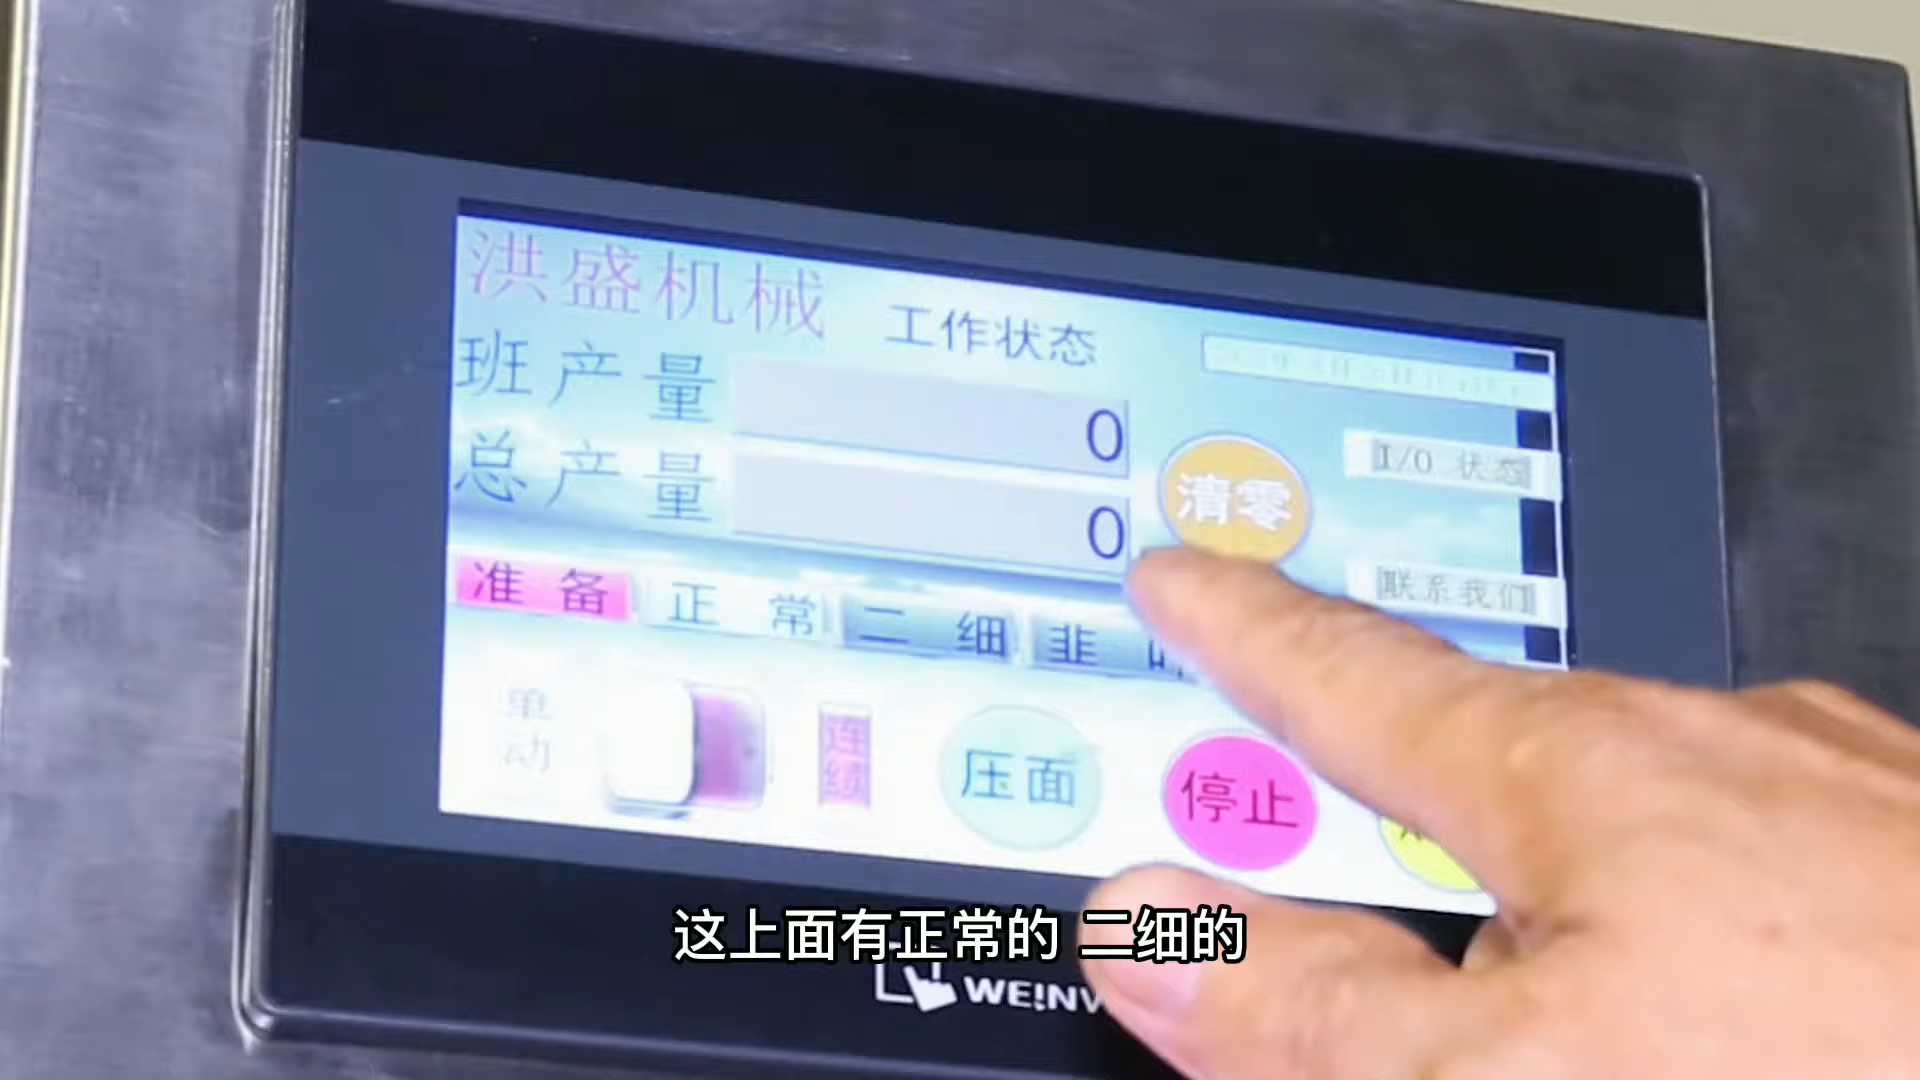 洪盛机械
工作状态
班产量 0
总产量 0
清零
I/O 状态
联系我们
准备 正常 二细 韭
单动 连续 压面 停止
这上面有正常的 二细的
WEINV